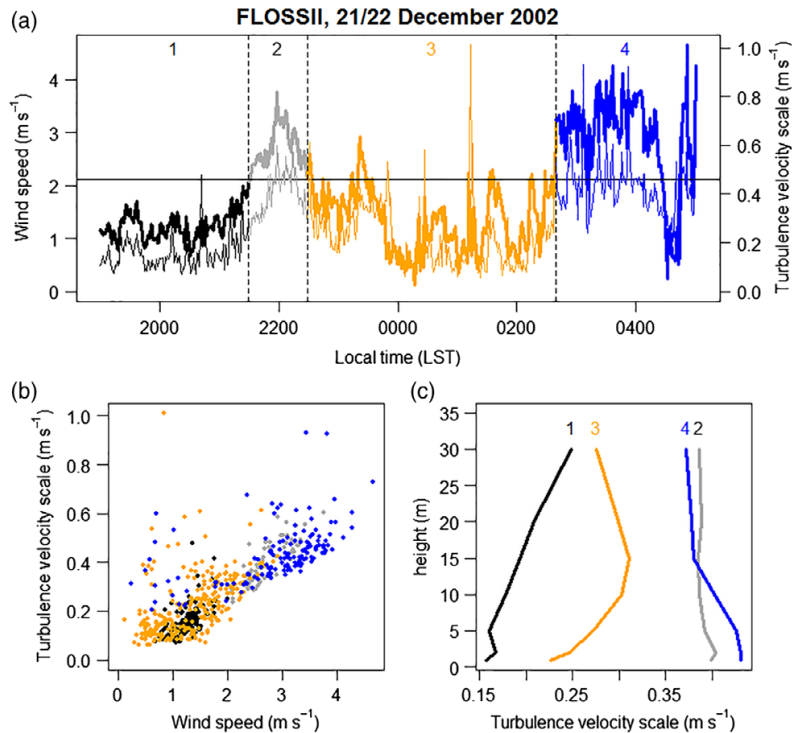 FLOSSII, 21/22 December 2002
(a)
1 2 3 4
Wind speed (m s⁻¹)
4
3
2
1
0
Turbulence velocity scale (m s⁻¹)
1.0
0.8
0.6
0.4
0.2
0.0
2000 2200 0000 0200 0400
Local time (LST)
(b)
Turbulence velocity scale (m s⁻¹)
1.0
0.8
0.6
0.4
0.2
0.0
0 1 2 3 4
Wind speed (m s⁻¹)
(c)
1 3 4 2
height (m)
35
30
25
20
15
10
5
0
0.15 0.25 0.35
Turbulence velocity scale (m s⁻¹)